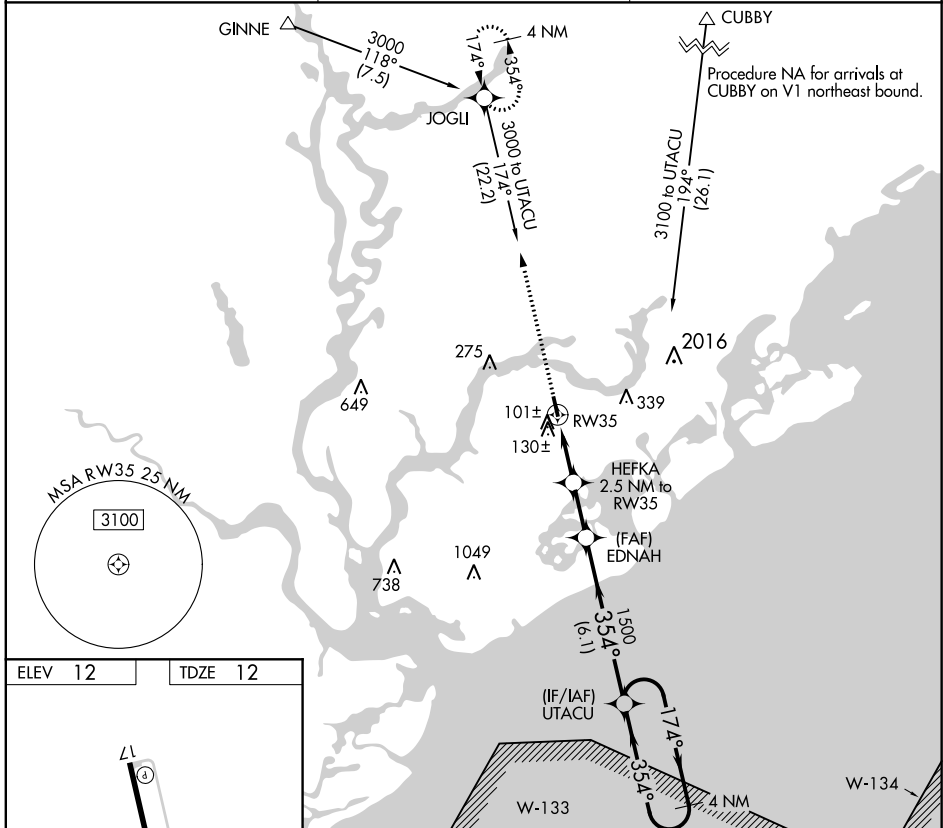 GINNE
3000
118°
(7.5)
174°
354°
4 NM
JOGLI
3000 to UTACU
174°
(22.2)
CUBBY
Procedure NA for arrivals at
CUBBY on V1 northeast bound.
3100 to UTACU
194°
(26.1)
2016
275
649
339
101±
RW35
130±
HEFKA
2.5 NM to
RW35
(FAF)
EDNAH
MSA RW35 25 NM
3100
738
1049
1500
354°
(6.1)
(IF/IAF)
UTACU
174°
354°
4 NM
W-133
W-134
ELEV 12
TDZE 12
17
P